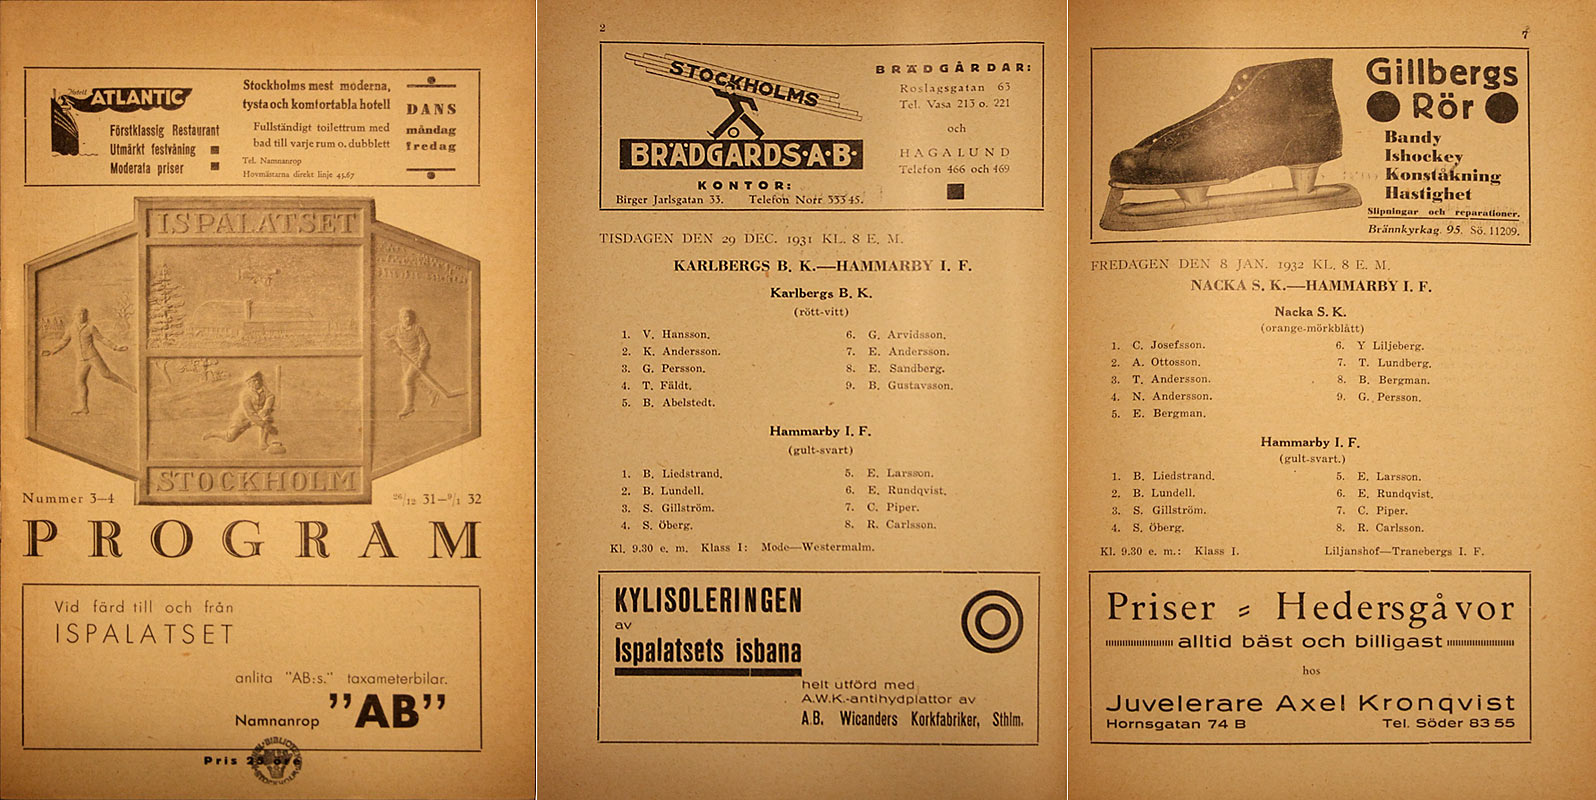 Hotell
ATLANTIC
Förstklassig Restaurant
Utmärkt festvåning
Moderata priser
Stockholms mest moderna,
tysta och komfortabla hotell
Fullständigt toilettrum med
bad till varje rum o. dubblett
Tel. Namnanrop
Hovmästarna direkt linje 45,67
DANS
måndag
fredag
ISPALATSET
STOCKHOLM
Nummer 3–4
26/12 31–9/1 32
PROGRAM
Vid färd till och från
ISPALATSET
anlita "AB:s." taxameterbilar.
Namnanrop "AB"
Pris 25 öre
2
STOCKHOLMS
BRÄDGÅRDS·A·B·
KONTOR:
Birger Jarlsgatan 33. Telefon Norr 333 45.
BRÄDGÅRDAR:
Roslagsgatan 63
Tel. Vasa 213 o. 221
och
HAGALUND
Telefon 466 och 469
TISDAGEN DEN 29 DEC. 1931 KL. 8 E. M.
KARLBERGS B. K.—HAMMARBY I. F.
Karlbergs B. K.
(rött-vitt)
1. V. Hansson. 6. G. Arvidsson.
2. K. Andersson. 7. E. Andersson.
3. G. Persson. 8. E. Sandberg.
4. T. Fäldt. 9. B. Gustavsson.
5. B. Abelstedt.
Hammarby I. F.
(gult-svart)
1. B. Liedstrand. 5. E. Larsson.
2. B. Lundell. 6. E. Rundqvist.
3. S. Gillström. 7. C. Piper.
4. S. Öberg. 8. R. Carlsson.
Kl. 9.30 e. m. Klass I: Mode—Westermalm.
KYLISOLERINGEN
av
Ispalatsets isbana
helt utförd med
A.W.K.-antihydplattor av
A.B. Wicanders Korkfabriker, Sthlm.
7
Gillbergs
Rör
Bandy
Ishockey
Konståkning
Hastighet
Slipningar och reparationer.
Brännkyrkag. 95. Sö. 11209.
FREDAGEN DEN 8 JAN. 1932 KL. 8 E. M.
NACKA S. K.—HAMMARBY I. F.
Nacka S. K.
(orange-mörkblått)
1. C. Josefsson. 6. Y Liljeberg.
2. A. Ottosson. 7. T. Lundberg.
3. T. Andersson. 8. B. Bergman.
4. N. Andersson. 9. G. Persson.
5. E. Bergman.
Hammarby I. F.
(gult-svart.)
1. B. Liedstrand. 5. E. Larsson.
2. B. Lundell. 6. E. Rundqvist.
3. S. Gillström. 7. C. Piper.
4. S. Öberg. 8. R. Carlsson.
Kl. 9.30 e. m.: Klass I. Liljanshof—Tranebergs I. F.
Priser = Hedersgåvor
alltid bäst och billigast
hos
Juvelerare Axel Kronqvist
Hornsgatan 74 B Tel. Söder 83 55